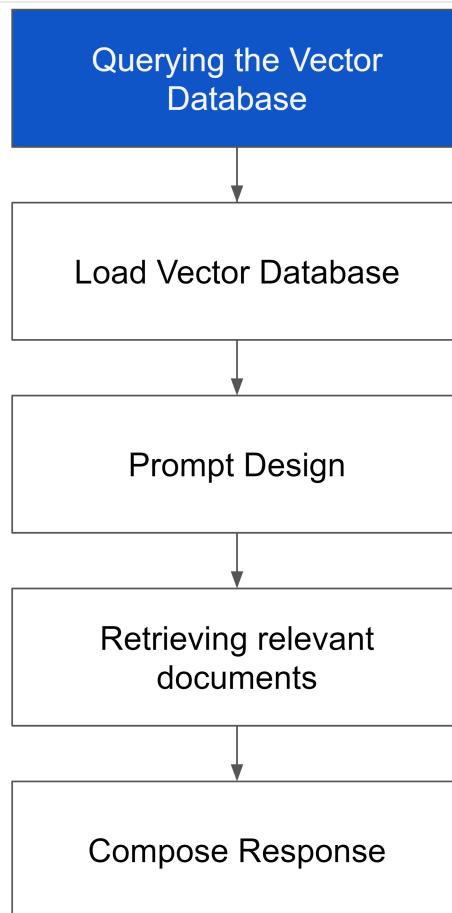 Querying the Vector
Database
Load Vector Database
Prompt Design
Retrieving relevant
documents
Compose Response